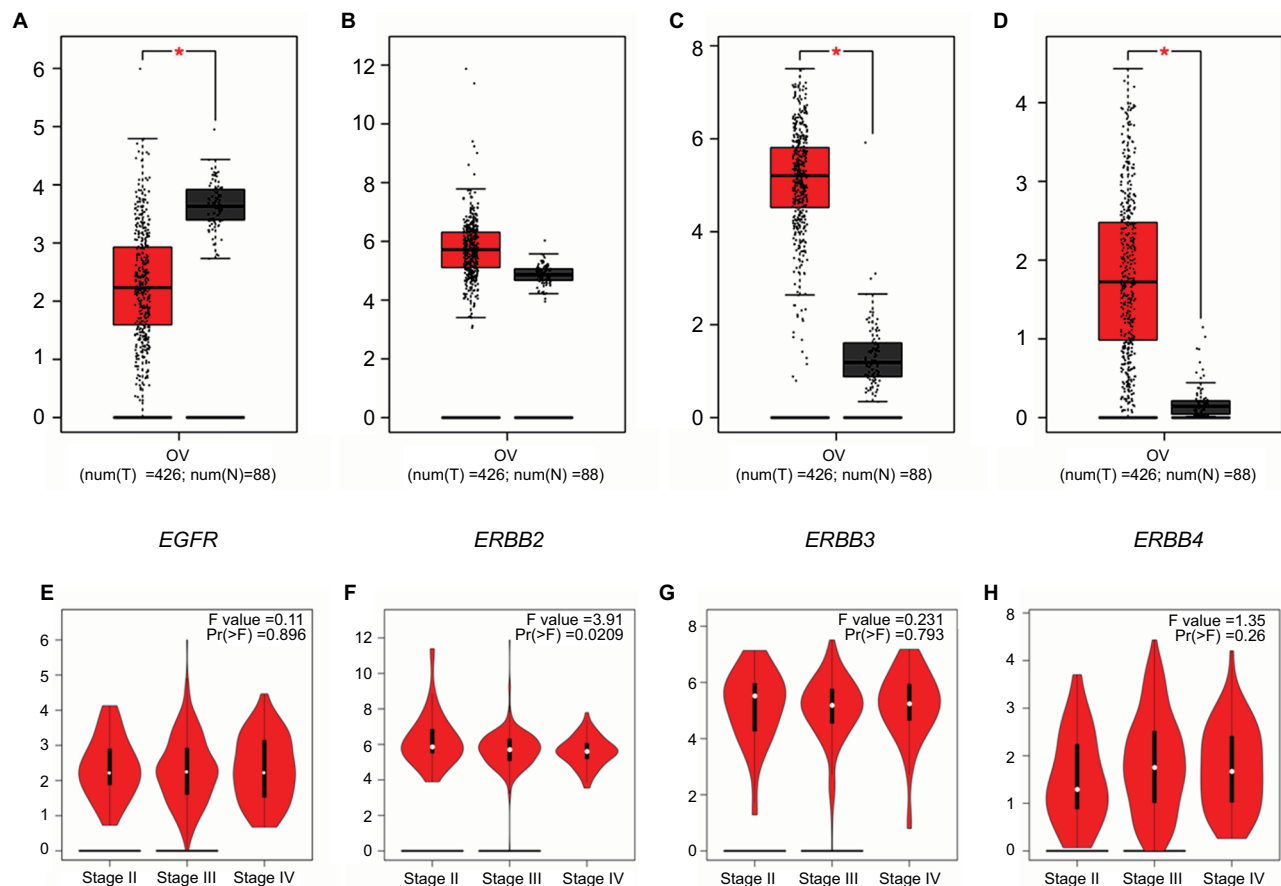 A
B
C
D
6
5
4
3
2
1
0
12
10
8
6
4
2
0
8
6
4
2
0
4
3
2
1
0
*
*
*
OV
(num(T) =426; num(N)=88)
OV
(num(T) =426; num(N) =88)
OV
(num(T) =426; num(N) =88)
OV
(num(T) =426; num(N) =88)
EGFR
ERBB2
ERBB3
ERBB4
E
F
G
H
F value =0.11
Pr(>F) =0.896
6
5
4
3
2
1
0
Stage II
Stage III
Stage IV
F value =3.91
Pr(>F) =0.0209
12
10
8
6
4
2
0
Stage II
Stage III
Stage IV
F value =0.231
Pr(>F) =0.793
8
6
4
2
0
Stage II
Stage III
Stage IV
F value =1.35
Pr(>F) =0.26
8
4
3
2
1
0
Stage II
Stage III
Stage IV